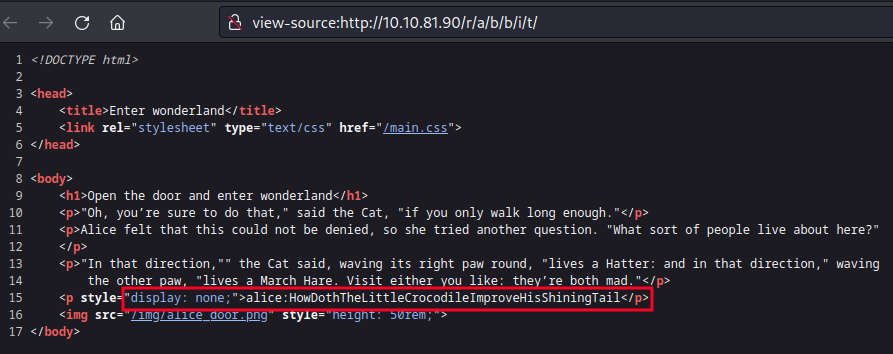 view-source:http://10.10.81.90/r/a/b/b/i/t/
1 <!DOCTYPE html>
2
3 <head>
4     <title>Enter wonderland</title>
5     <link rel="stylesheet" type="text/css" href="/main.css">
6 </head>
7
8 <body>
9     <h1>Open the door and enter wonderland</h1>
10     <p>"Oh, you’re sure to do that," said the Cat, "if you only walk long enough."</p>
11     <p>Alice felt that this could not be denied, so she tried another question. "What sort of people live about here?"
12     </p>
13     <p>"In that direction,"" the Cat said, waving its right paw round, "lives a Hatter: and in that direction," waving
14         the other paw, "lives a March Hare. Visit either you like: they’re both mad."</p>
15     <p style="display: none;">alice:HowDothTheLittleCrocodileImproveHisShiningTail</p>
16     <img src="/img/alice_door.png" style="height: 50rem;">
17 </body>